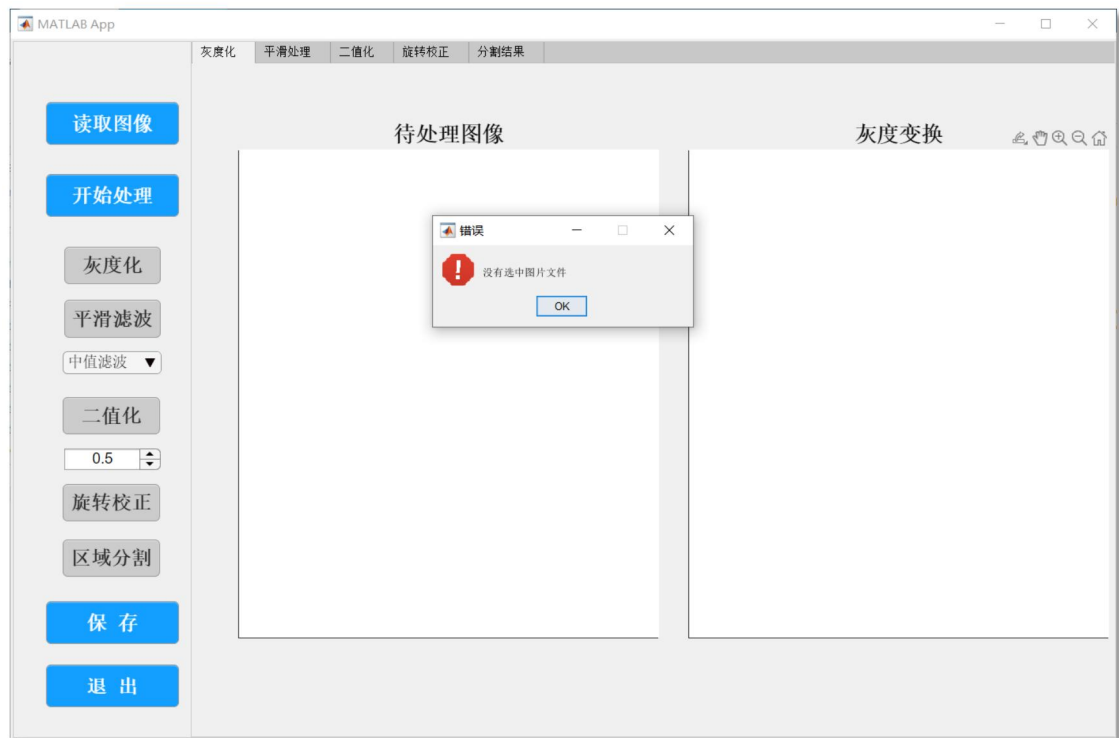 MATLAB App
灰度化 平滑处理 二值化 旋转校正 分割结果
读取图像
开始处理
灰度化
平滑滤波
中值滤波
二值化
0.5
旋转校正
区域分割
保 存
退 出
待处理图像
灰度变换
错误
没有选中图片文件
OK